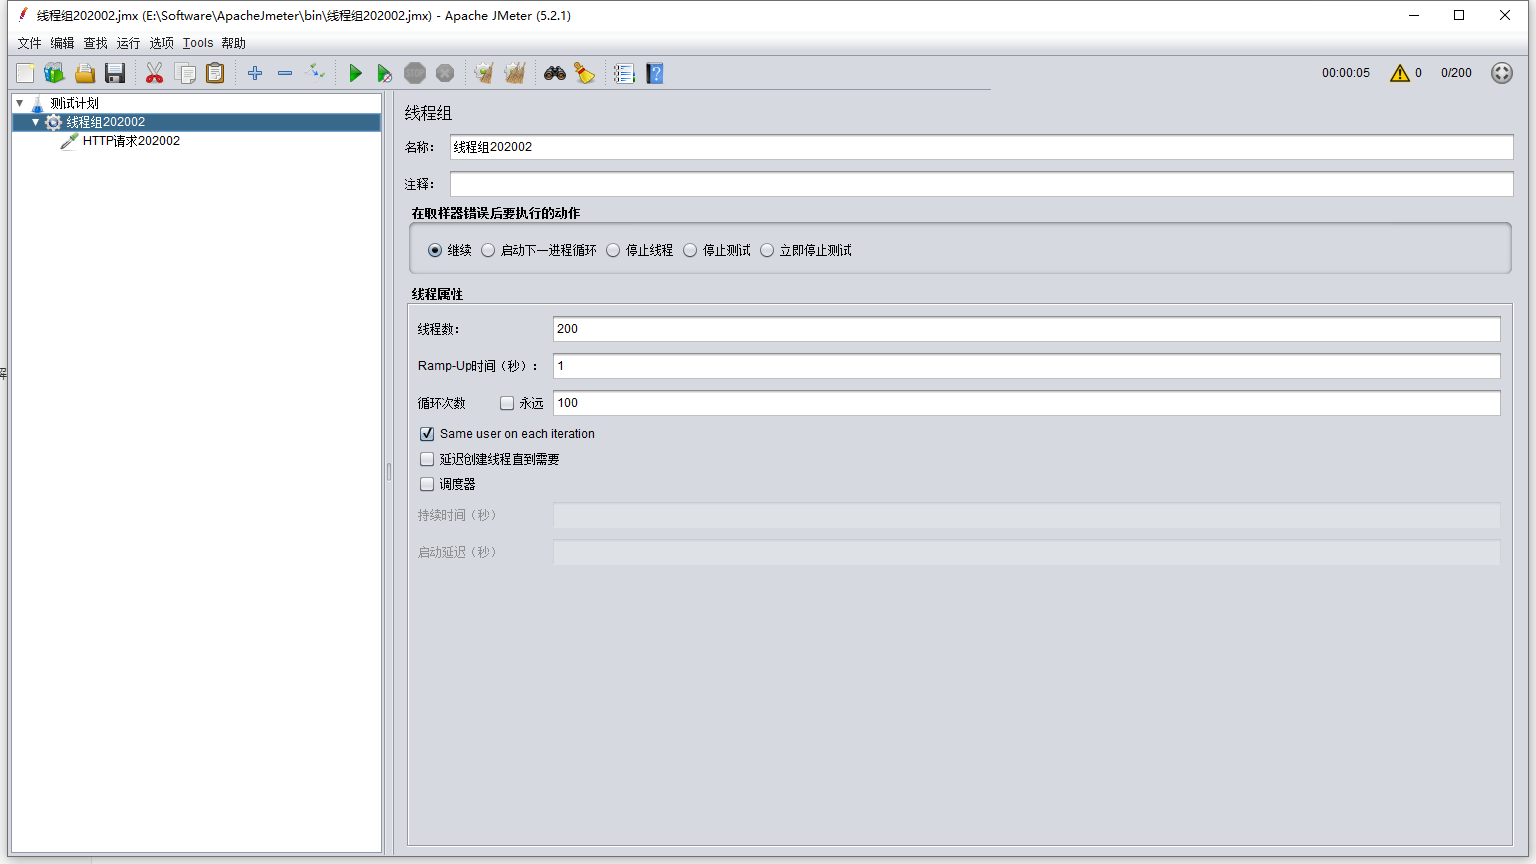 线程组202002.jmx (E:\Software\ApacheJmeter\bin\线程组202002.jmx) - Apache JMeter (5.2.1)
文件 编辑 查找 运行 选项 Tools 帮助
STOP
00:00:05 0 0/200
测试计划
线程组202002
HTTP请求202002
线程组
名称： 线程组202002
注释：
在取样器错误后要执行的动作
继续 启动下一进程循环 停止线程 停止测试 立即停止测试
线程属性
线程数： 200
Ramp-Up时间（秒）： 1
循环次数 永远 100
Same user on each iteration
延迟创建线程直到需要
调度器
持续时间（秒）
启动延迟（秒）